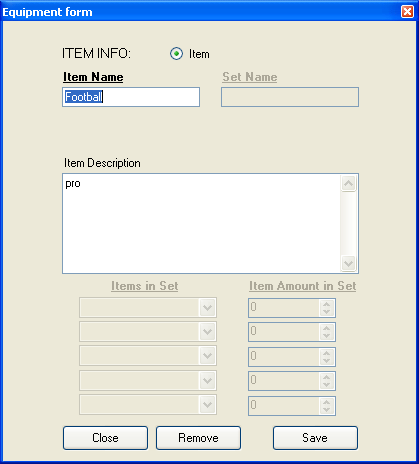 Equipment form
ITEM INFO: Item
Item Name Set Name
Football
Item Description
pro
Items in Set Item Amount in Set
0
0
0
0
0
Close Remove Save